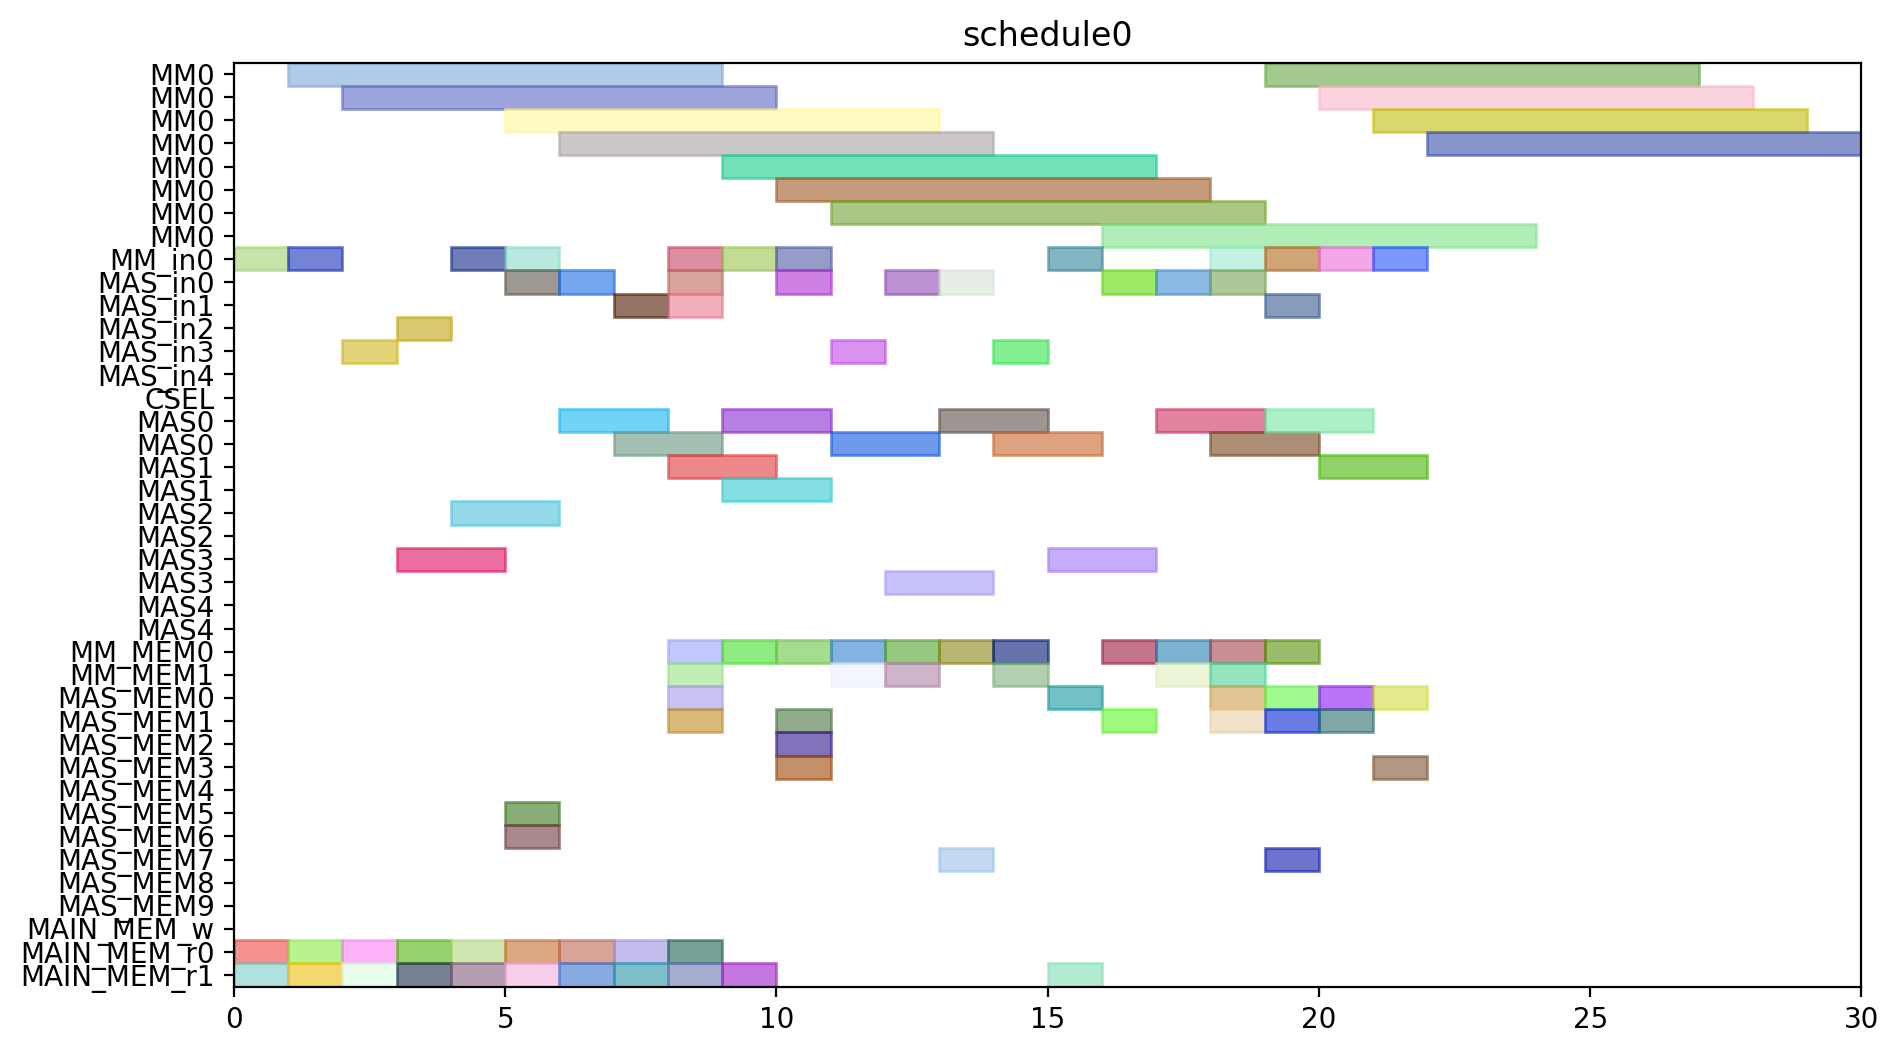 schedule0
MM0
MM0
MM0
MM0
MM0
MM0
MM0
MM0
MM_in0
MAS_in0
MAS_in1
MAS_in2
MAS_in3
MAS_in4
CSEL
MAS0
MAS0
MAS1
MAS1
MAS2
MAS2
MAS3
MAS3
MAS4
MAS4
MM_MEM0
MM_MEM1
MAS_MEM0
MAS_MEM1
MAS_MEM2
MAS_MEM3
MAS_MEM4
MAS_MEM5
MAS_MEM6
MAS_MEM7
MAS_MEM8
MAS_MEM9
MAIN_MEM_w
MAIN_MEM_r0
MAIN_MEM_r1
0 5 10 15 20 25 30